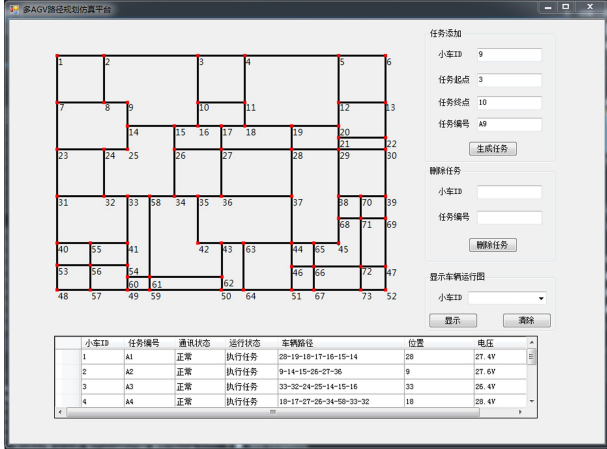 多AGV路径规划仿真平台
任务添加
小车ID 9
任务起点 3
任务终点 10
任务编号 A9
生成任务
删除任务
小车ID
任务编号
删除任务
显示车辆运行图
小车ID
显示 清除
1 2 3 4 5 6
7 8 9 10 11 12 13
14 15 16 17 18 19 20
21 22
23 24 25 26 27 28 29 30
31 32 33 58 34 35 36 37 38 70 39
68 71 69
40 55 41 42 43 63 44 65 45
53 56 54 46 66 72 47
60 61 62
48 57 49 59 50 64 51 67 73 52
小车ID 任务编号 通讯状态 运行状态 车辆路径 位置 电压
1 A1 正常 执行任务 28-19-18-17-16-15-14 28 27.4V
2 A2 正常 执行任务 9-14-15-26-27-36 9 27.6V
3 A3 正常 执行任务 33-32-24-25-14-15-16 33 26.4V
4 A4 正常 执行任务 18-17-27-26-34-58-33-32 18 28.4V